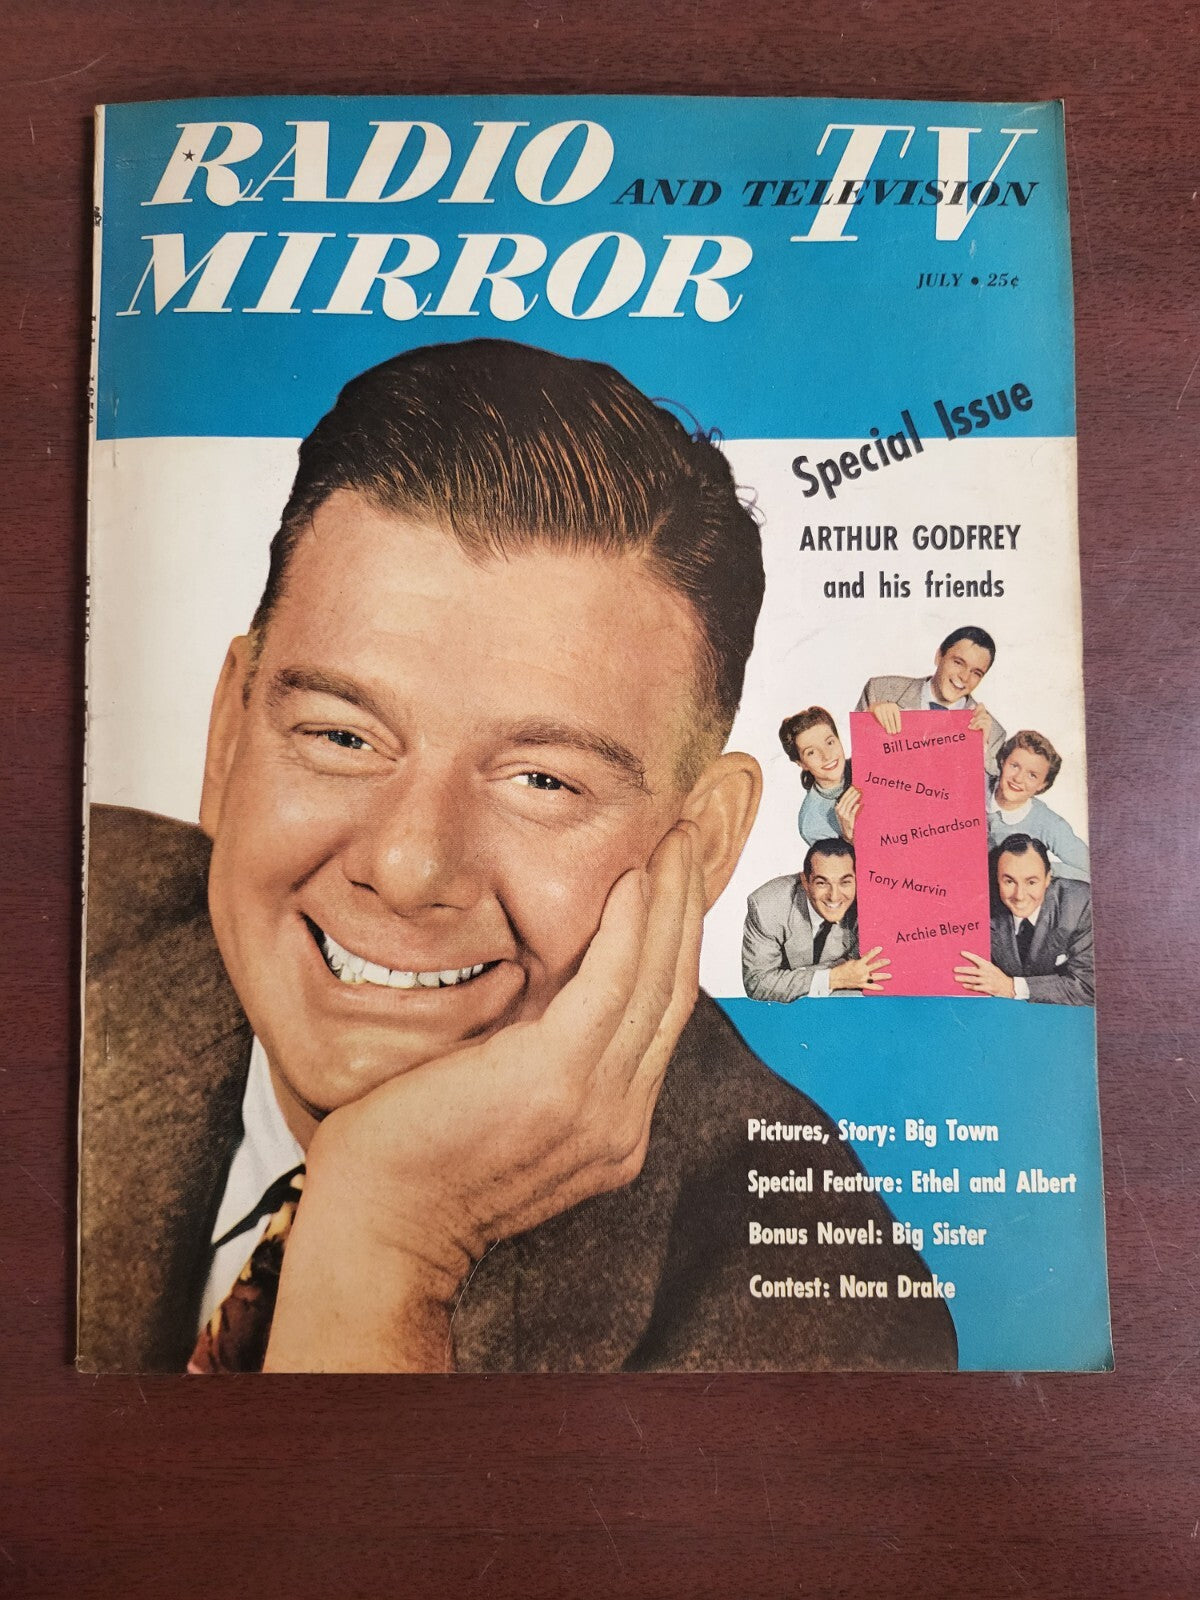 RADIO AND TELEVISION TV
MIRROR
JULY • 25¢
Special Issue
ARTHUR GODFREY
and his friends
Bill Lawrence
Janette Davis
Mug Richardson
Tony Marvin
Archie Bleyer
Pictures, Story: Big Town
Special Feature: Ethel and Albert
Bonus Novel: Big Sister
Contest: Nora Drake